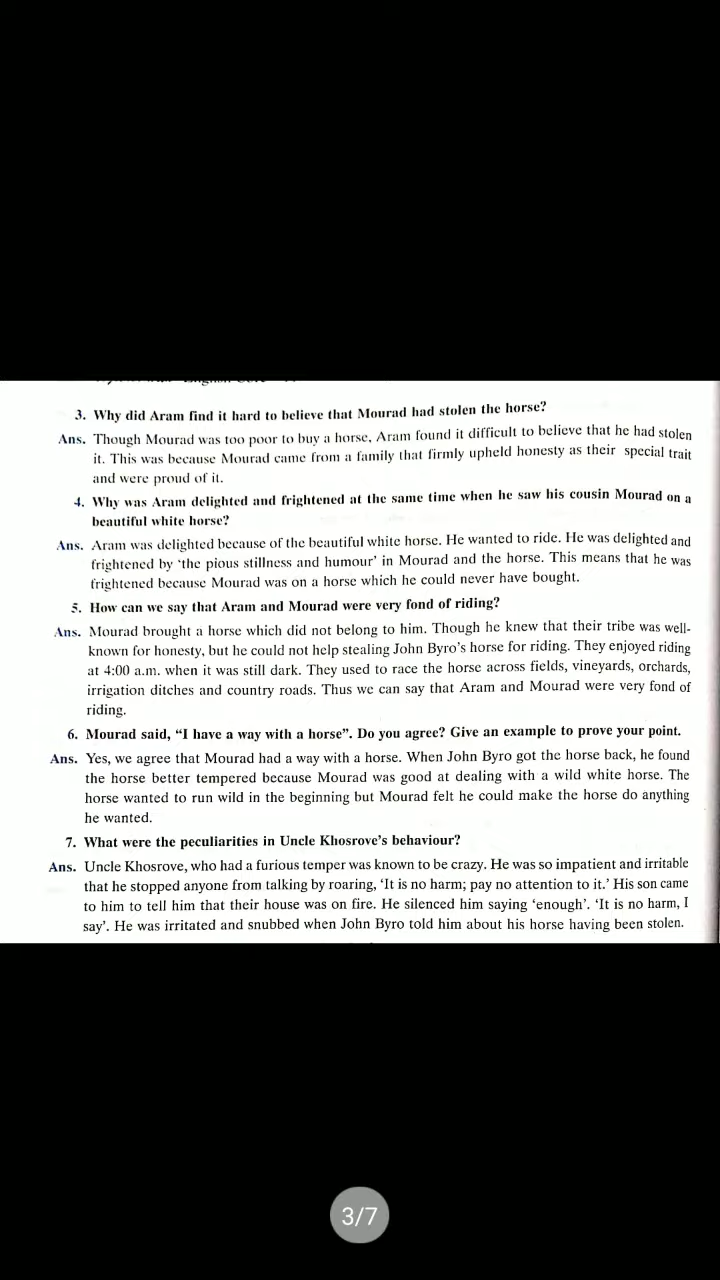 3. Why did Aram find it hard to believe that Mourad had stolen the horse?
Ans. Though Mourad was too poor to buy a horse, Aram found it difficult to believe that he had stolen
it. This was because Mourad came from a family that firmly upheld honesty as their special trait
and were proud of it.
4. Why was Aram delighted and frightened at the same time when he saw his cousin Mourad on a
beautiful white horse?
Ans. Aram was delighted because of the beautiful white horse. He wanted to ride. He was delighted and
frightened by ‘the pious stillness and humour’ in Mourad and the horse. This means that he was
frightened because Mourad was on a horse which he could never have bought.
5. How can we say that Aram and Mourad were very fond of riding?
Ans. Mourad brought a horse which did not belong to him. Though he knew that their tribe was well-
known for honesty, but he could not help stealing John Byro’s horse for riding. They enjoyed riding
at 4:00 a.m. when it was still dark. They used to race the horse across fields, vineyards, orchards,
irrigation ditches and country roads. Thus we can say that Aram and Mourad were very fond of
riding.
6. Mourad said, “I have a way with a horse”. Do you agree? Give an example to prove your point.
Ans. Yes, we agree that Mourad had a way with a horse. When John Byro got the horse back, he found
the horse better tempered because Mourad was good at dealing with a wild white horse. The
horse wanted to run wild in the beginning but Mourad felt he could make the horse do anything
he wanted.
7. What were the peculiarities in Uncle Khosrove’s behaviour?
Ans. Uncle Khosrove, who had a furious temper was known to be crazy. He was so impatient and irritable
that he stopped anyone from talking by roaring, ‘It is no harm; pay no attention to it.’ His son came
to him to tell him that their house was on fire. He silenced him saying ‘enough’. ‘It is no harm, I
say’. He was irritated and snubbed when John Byro told him about his horse having been stolen.
3/7